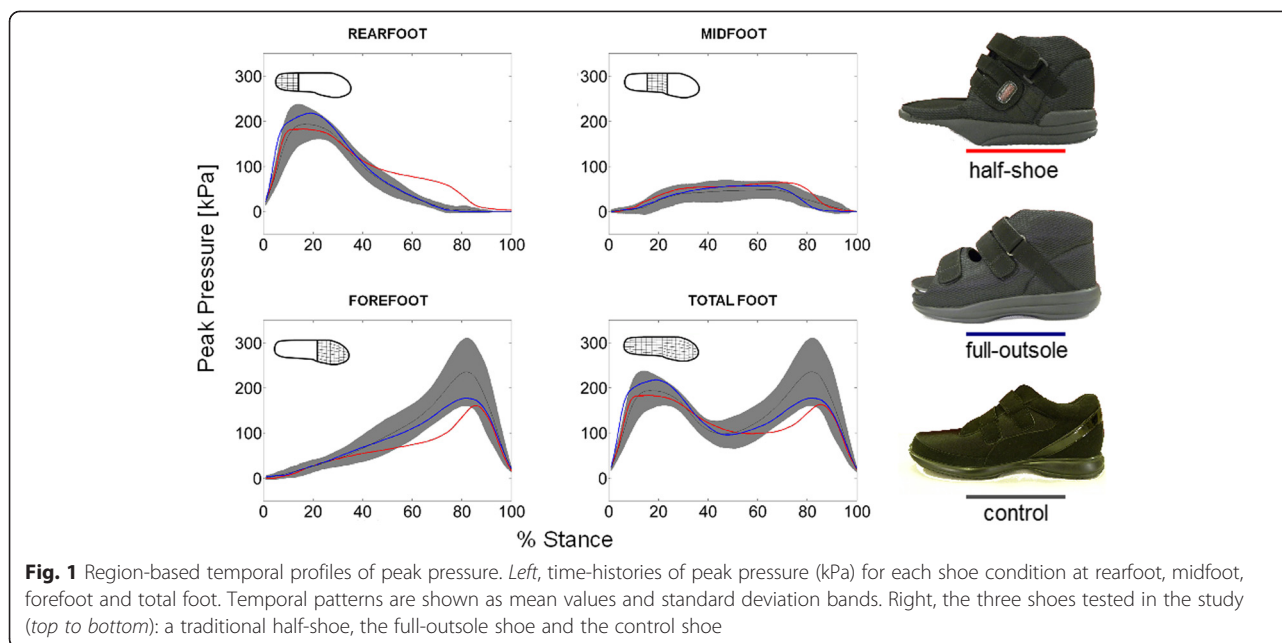 REARFOOT
MIDFOOT
300
200
100
0
0 20 40 60 80 100
300
200
100
0
0 20 40 60 80 100
half-shoe
Peak Pressure [kPa]
FOREFOOT
TOTAL FOOT
300
200
100
0
0 20 40 60 80 100
300
200
100
0
0 20 40 60 80 100
full-outsole
% Stance
control
Fig. 1 Region-based temporal profiles of peak pressure. Left, time-histories of peak pressure (kPa) for each shoe condition at rearfoot, midfoot,
forefoot and total foot. Temporal patterns are shown as mean values and standard deviation bands. Right, the three shoes tested in the study
(top to bottom): a traditional half-shoe, the full-outsole shoe and the control shoe